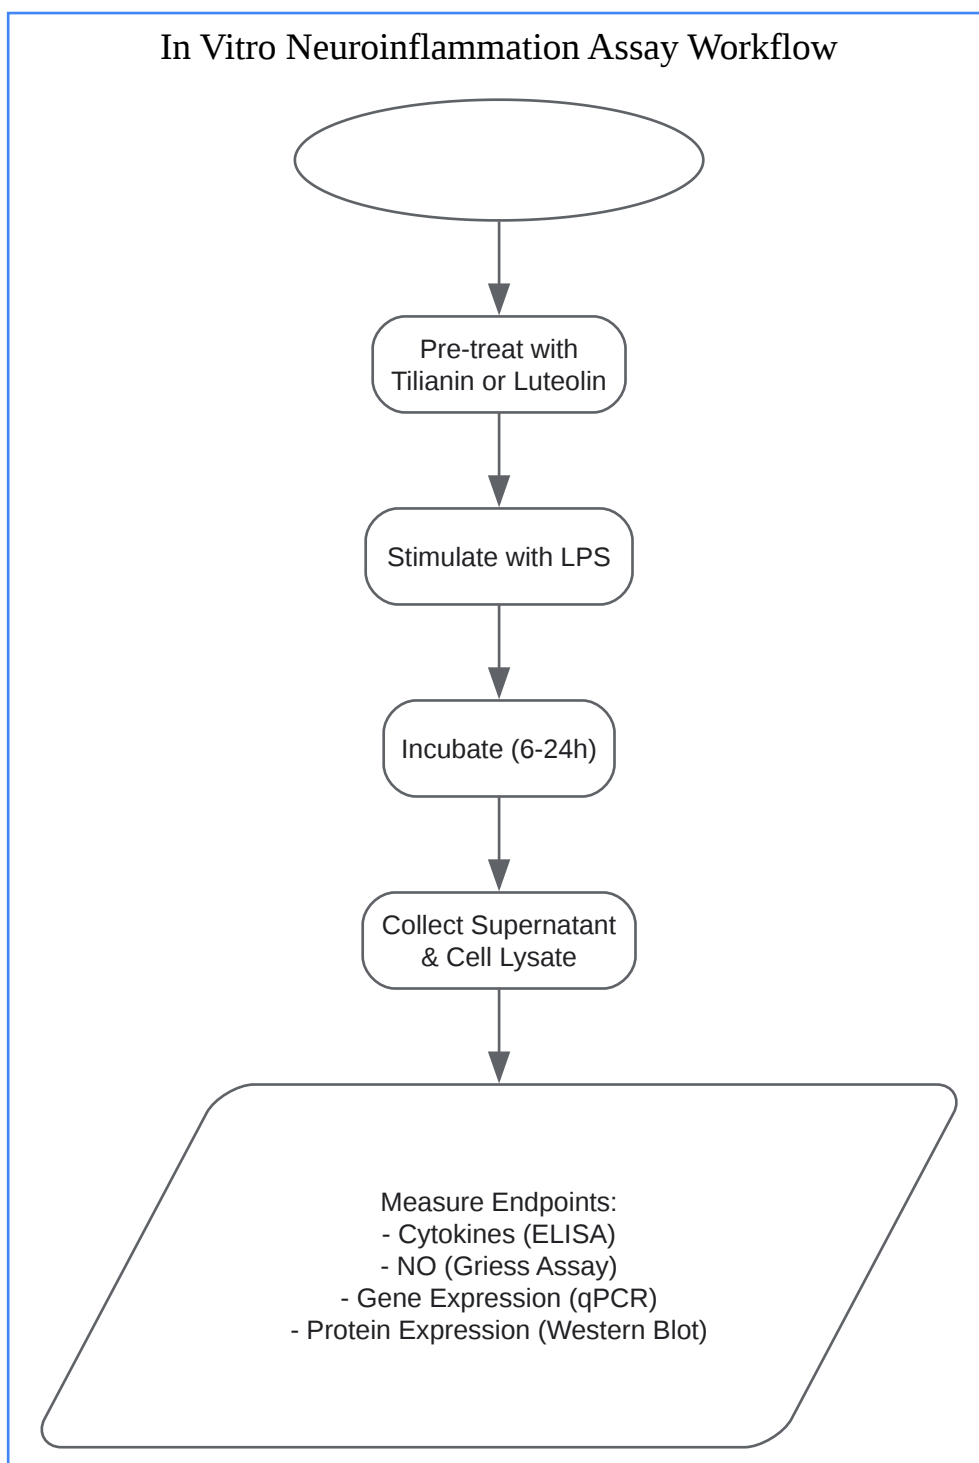 In Vitro Neuroinflammation Assay Workflow
Pre-treat with
Tilianin or Luteolin
Stimulate with LPS
Incubate (6-24h)
Collect Supernatant
& Cell Lysate
Measure Endpoints:
- Cytokines (ELISA)
- NO (Griess Assay)
- Gene Expression (qPCR)
- Protein Expression (Western Blot)